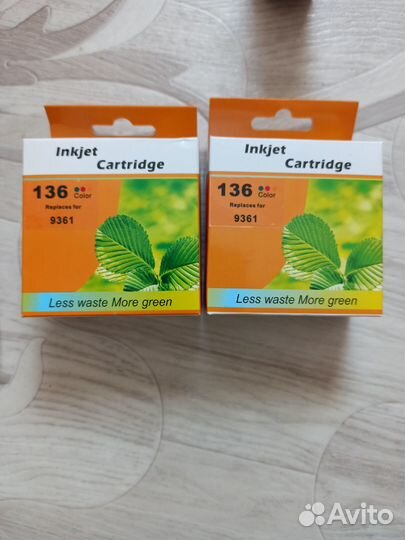 Inkjet
Cartridge
136 Color
Replaces for
9361
Less waste More green
Inkjet
Cartridge
136 Color
Replaces for
9361
Less waste More green
Avito